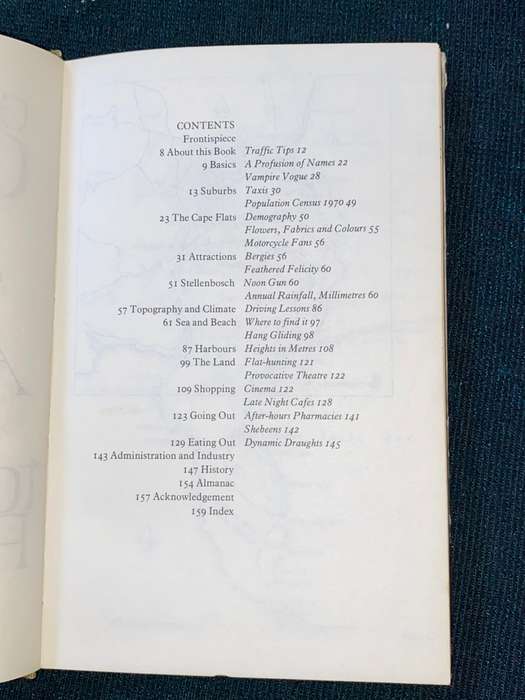 CONTENTS
Frontispiece
8 About this Book Traffic Tips 12
9 Basics A Profusion of Names 22
Vampire Vogue 28
13 Suburbs Taxis 30
Population Census 1970 49
23 The Cape Flats Demography 50
Flowers, Fabrics and Colours 55
Motorcycle Fans 56
31 Attractions Bergies 56
Feathered Felicity 60
51 Stellenbosch Noon Gun 60
Annual Rainfall, Millimetres 60
57 Topography and Climate Driving Lessons 86
61 Sea and Beach Where to find it 97
Hang Gliding 98
87 Harbours Heights in Metres 108
99 The Land Flat-hunting 121
Provocative Theatre 122
109 Shopping Cinema 122
Late Night Cafes 128
123 Going Out After-hours Pharmacies 141
Shebeens 142
129 Eating Out Dynamic Draughts 145
143 Administration and Industry
147 History
154 Almanac
157 Acknowledgement
159 Index